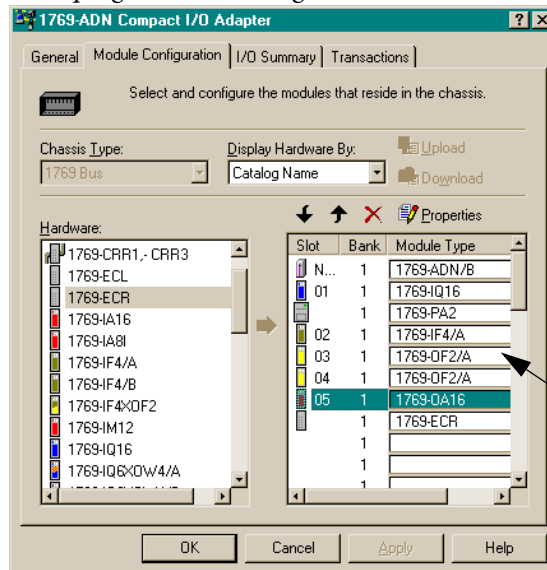 1769-ADN Compact I/O Adapter
General Module Configuration I/O Summary Transactions
Select and configure the modules that reside in the chassis.
Chassis Type: Display Hardware By: Upload
1769 Bus Catalog Name Download
Properties
Hardware:
Slot Bank Module Type
1769-CRR1,- CRR3
1769-ECL
1769-ECR
1769-IA16
1769-IA8I
1769-IF4/A
1769-IF4/B
1769-IF4XOF2
1769-IM12
1769-IQ16
1769-IQ6XOW4/A
N... 1 1769-ADN/B
01 1 1769-IQ16
1 1769-PA2
02 1 1769-IF4/A
03 1 1769-OF2/A
04 1 1769-OF2/A
05 1 1769-OA16
1 1769-ECR
1
1
1
OK Cancel Apply Help